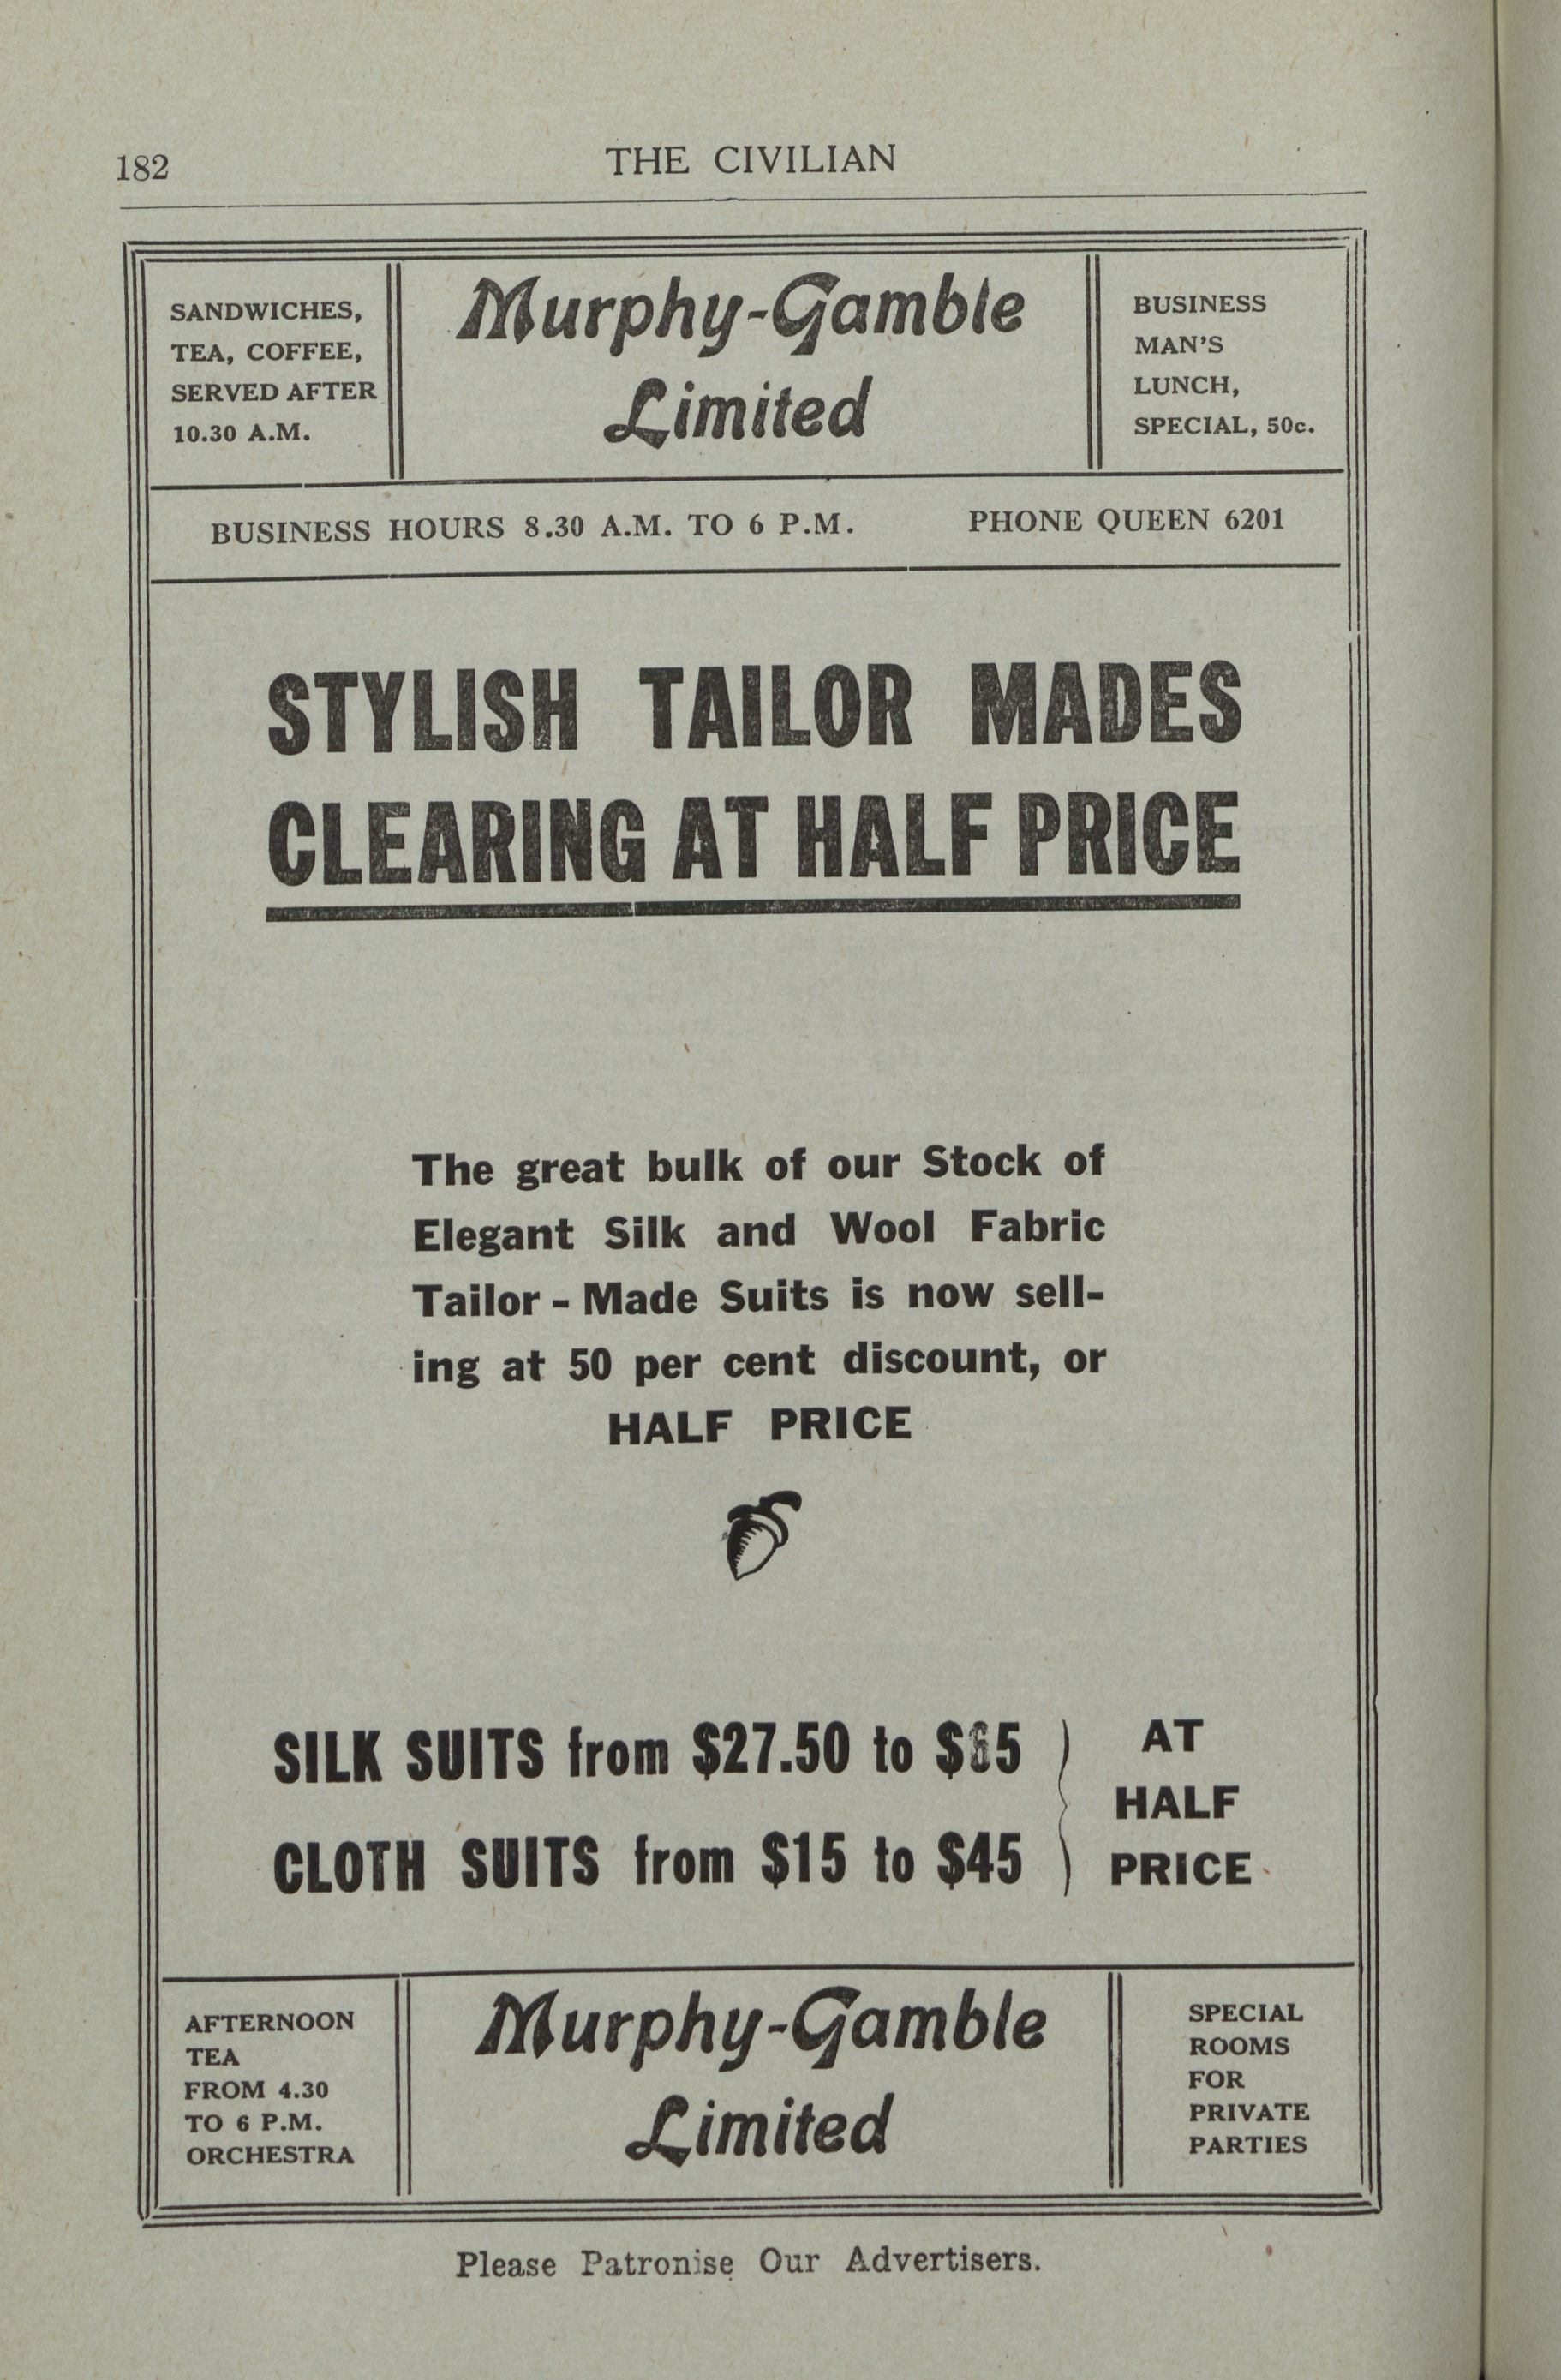 182
THE CIVILIAN
SANDWICHES,
TEA, COFFEE,
SERVED AFTER
10.30 A.M.
Murphy-Gamble
Limited
BUSINESS
MAN'S
LUNCH,
SPECIAL, 50c.
BUSINESS HOURS 8.30 A.M. TO 6 P.M.
PHONE QUEEN 6201
STYLISH TAILOR MADES
CLEARING AT HALF PRICE
The great bulk of our Stock of
Elegant Silk and Wool Fabric
Tailor - Made Suits is now sell-
ing at 50 per cent discount, or
HALF PRICE
SILK SUITS from $27.50 to
CLOTH SUITS from $15 to $45
AT
HALF
PRICE
AFTERNOON
TEA
FROM 4.30
TO 6 P.M.
ORCHESTRA
Murphy-Gamble
Limited
SPECIAL
ROOMS
FOR
PRIVATE
PARTIES
Please Patronise Our Advertisers.